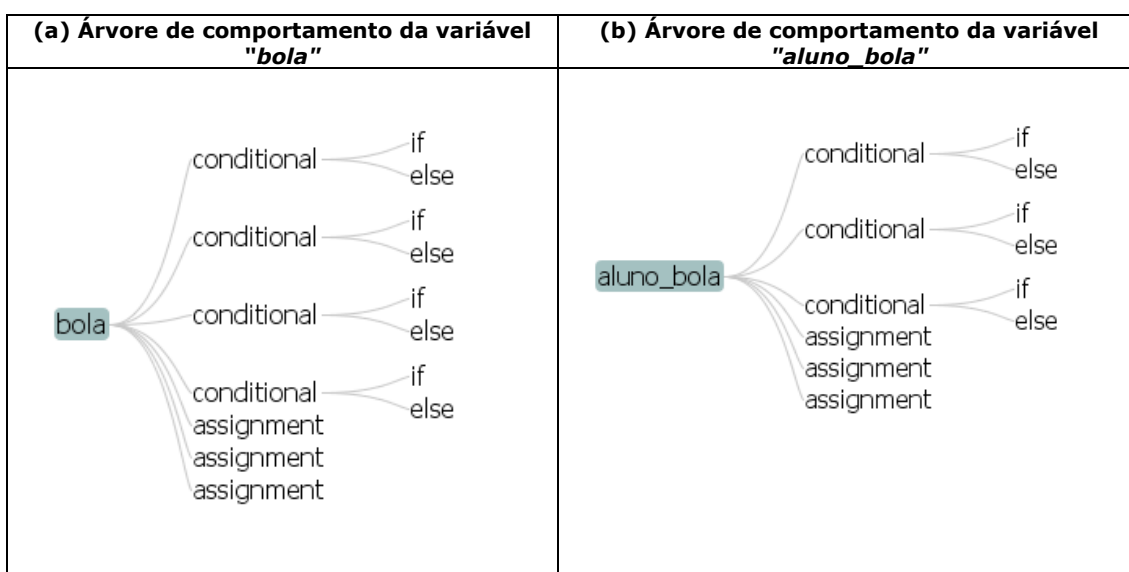 (a) Árvore de comportamento da variável
"bola"
(b) Árvore de comportamento da variável
"aluno_bola"
bola
conditional
if
else
conditional
if
else
conditional
if
else
conditional
if
else
assignment
assignment
assignment
aluno_bola
conditional
if
else
conditional
if
else
conditional
if
else
assignment
assignment
assignment